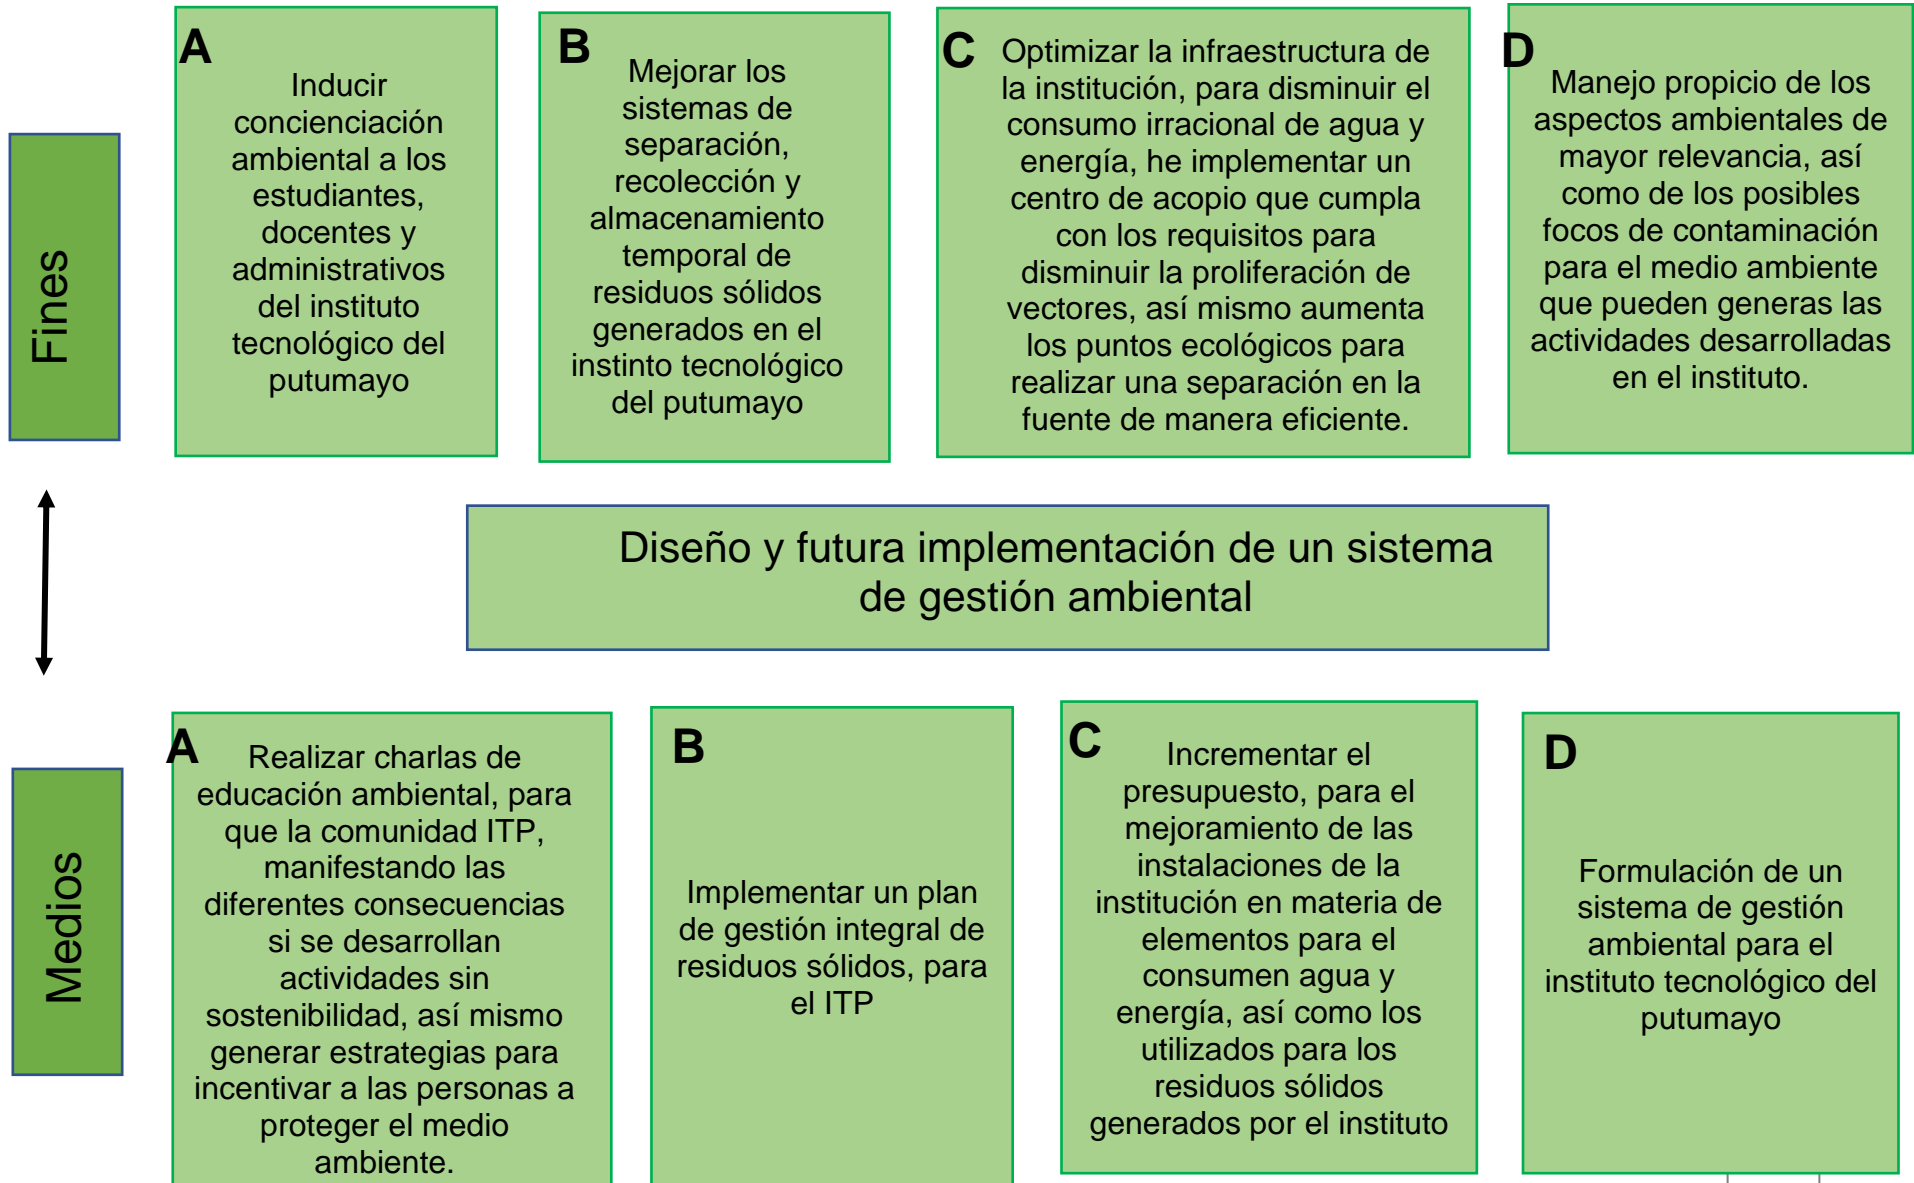 Fines
A
Inducir
concienciación
ambiental a los
estudiantes,
docentes y
administrativos
del instituto
tecnológico del
putumayo
B
Mejorar los
sistemas de
separación,
recolección y
almacenamiento
temporal de
residuos sólidos
generados en el
instinto tecnológico
del putumayo
C
Optimizar la infraestructura de
la institución, para disminuir el
consumo irracional de agua y
energía, he implementar un
centro de acopio que cumpla
con los requisitos para
disminuir la proliferación de
vectores, así mismo aumenta
los puntos ecológicos para
realizar una separación en la
fuente de manera eficiente.
D
Manejo propicio de los
aspectos ambientales de
mayor relevancia, así
como de los posibles
focos de contaminación
para el medio ambiente
que pueden generas las
actividades desarrolladas
en el instituto.
Diseño y futura implementación de un sistema
de gestión ambiental
Medios
A
Realizar charlas de
educación ambiental, para
que la comunidad ITP,
manifestando las
diferentes consecuencias
si se desarrollan
actividades sin
sostenibilidad, así mismo
generar estrategias para
incentivar a las personas a
proteger el medio
ambiente.
B
Implementar un plan
de gestión integral de
residuos sólidos, para
el ITP
C
Incrementar el
presupuesto, para el
mejoramiento de las
instalaciones de la
institución en materia de
elementos para el
consumen agua y
energía, así como los
utilizados para los
residuos sólidos
generados por el instituto
D
Formulación de un
sistema de gestión
ambiental para el
instituto tecnológico del
putumayo